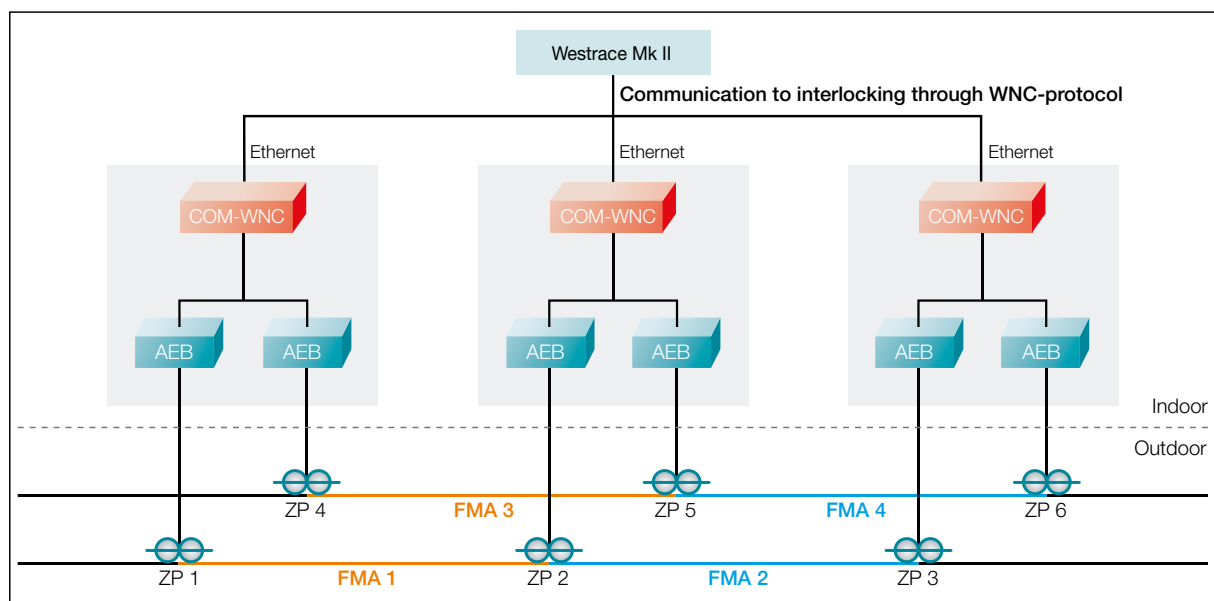 Westrace Mk II
Communication to interlocking through WNC-protocol
Ethernet
Ethernet
Ethernet
COM-WNC
COM-WNC
COM-WNC
AEB
AEB
AEB
AEB
AEB
AEB
Indoor
Outdoor
ZP 4
FMA 3
ZP 5
FMA 4
ZP 6
ZP 1
FMA 1
ZP 2
FMA 2
ZP 3